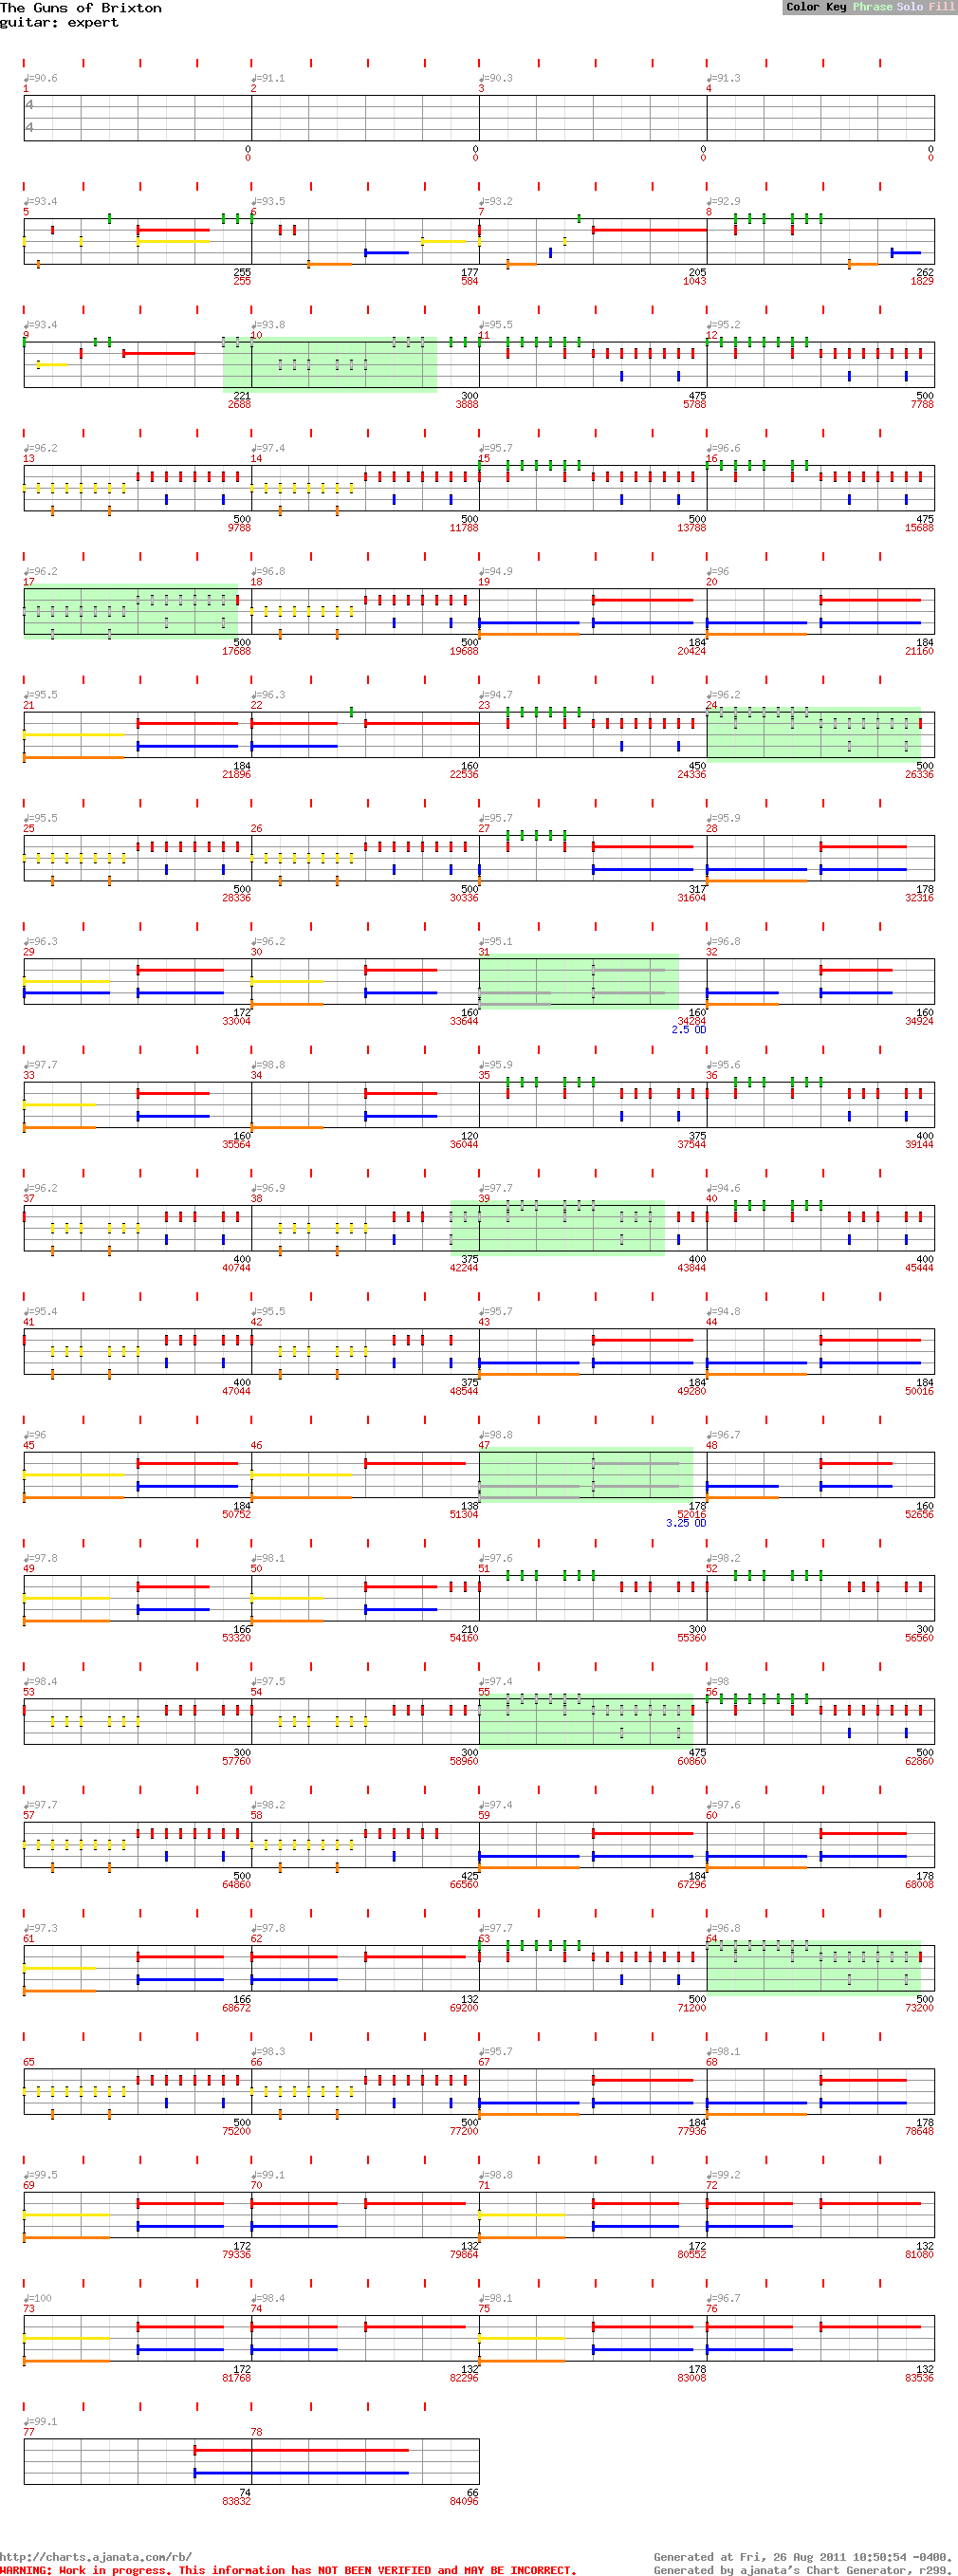 The Guns of Brixton
guitar: expert
Color Key Phrase Solo Fill
♩=90.6 ♩=91.1 ♩=90.3 ♩=91.3
1 2 3 4
4
4
0 0 0 0
0 0 0 0
♩=93.4 ♩=93.5 ♩=93.2 ♩=92.9
5 6 7 8
255 177 205 262
255 584 1043 1829
♩=93.4 ♩=93.8 ♩=95.5 ♩=95.2
9 10 11 12
221 300 475 500
2688 3888 5788 7788
♩=96.2 ♩=97.4 ♩=95.7 ♩=96.6
13 14 15 16
500 500 500 475
9788 11788 13788 15688
♩=96.2 ♩=96.8 ♩=94.9 ♩=96
17 18 19 20
500 500 184 184
17688 19688 20424 21160
♩=95.5 ♩=96.3 ♩=94.7 ♩=96.2
21 22 23 24
184 160 450 500
21896 22536 24336 26336
♩=95.5 ♩=95.7 ♩=95.9
25 26 27 28
500 500 317 178
28336 30336 31604 32316
♩=96.3 ♩=96.2 ♩=95.1 ♩=96.8
29 30 31 32
172 160 160 160
33004 33644 34284 34924
2.5 OD
♩=97.7 ♩=98.8 ♩=95.9 ♩=95.6
33 34 35 36
160 120 375 400
35564 36044 37544 39144
♩=96.2 ♩=96.9 ♩=97.7 ♩=94.6
37 38 39 40
400 375 400 400
40744 42244 43844 45444
♩=95.4 ♩=95.5 ♩=95.7 ♩=94.8
41 42 43 44
400 375 184 184
47044 48544 49280 50016
♩=96 ♩=98.8 ♩=96.7
45 46 47 48
184 138 178 160
50752 51304 52016 52656
3.25 OD
♩=97.8 ♩=98.1 ♩=97.6 ♩=98.2
49 50 51 52
166 210 300 300
53320 54160 55360 56560
♩=98.4 ♩=97.5 ♩=97.4 ♩=98
53 54 55 56
300 300 475 500
57760 58960 60860 62860
♩=97.7 ♩=98.2 ♩=97.4 ♩=97.6
57 58 59 60
500 425 184 178
64860 66560 67296 68008
♩=97.3 ♩=97.8 ♩=97.7 ♩=96.8
61 62 63 64
166 132 500 500
68672 69200 71200 73200
♩=98.3 ♩=95.7 ♩=98.1
65 66 67 68
500 500 184 178
75200 77200 77936 78648
♩=99.5 ♩=99.1 ♩=98.8 ♩=99.2
69 70 71 72
172 132 172 132
79336 79864 80552 81080
♩=100 ♩=98.4 ♩=98.1 ♩=96.7
73 74 75 76
172 132 178 132
81768 82296 83008 83536
♩=99.1
77 78
74 66
83832 84096
http://charts.ajanata.com/rb/
Generated at Fri, 26 Aug 2011 10:50:54 -0400.
WARNING: Work in progress. This information has NOT BEEN VERIFIED and MAY BE INCORRECT.
Generated by ajanata's Chart Generator, r299.